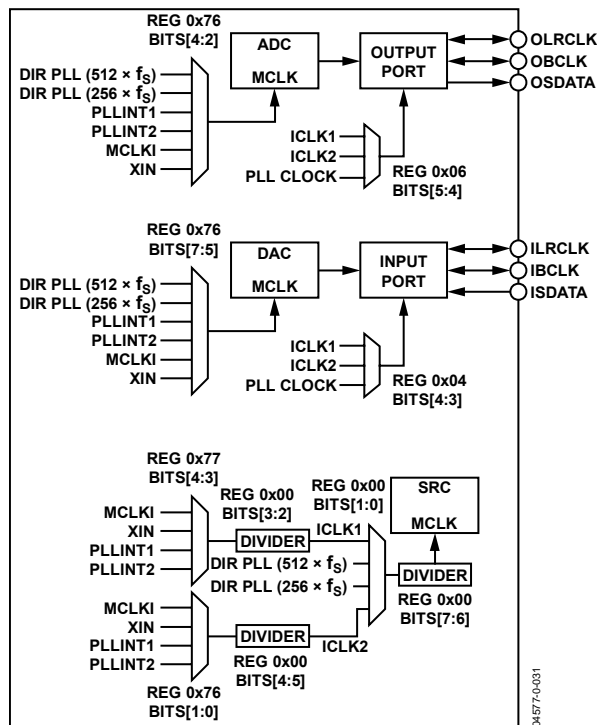 REG 0x76
BITS[4:2]
DIR PLL (512 × fS)
DIR PLL (256 × fS)
PLLINT1
PLLINT2
MCLKI
XIN
ADC
MCLK
OUTPUT
PORT
OLRCLK
OBCLK
OSDATA
ICLK1
ICLK2
PLL CLOCK
REG 0x06
BITS[5:4]
REG 0x76
BITS[7:5]
DIR PLL (512 × fS)
DIR PLL (256 × fS)
PLLINT1
PLLINT2
MCLKI
XIN
DAC
MCLK
INPUT
PORT
ILRCLK
IBCLK
ISDATA
ICLK1
ICLK2
PLL CLOCK
REG 0x04
BITS[4:3]
REG 0x77
BITS[4:3]
MCLKI
XIN
PLLINT1
PLLINT2
REG 0x00
BITS[3:2]
DIVIDER
ICLK1
REG 0x00
BITS[1:0]
DIR PLL (512 × fS)
DIR PLL (256 × fS)
SRC
MCLK
DIVIDER
REG 0x00
BITS[7:6]
MCLKI
XIN
PLLINT1
PLLINT2
REG 0x76
BITS[1:0]
DIVIDER
ICLK2
REG 0x00
BITS[4:5]
04577-0-031